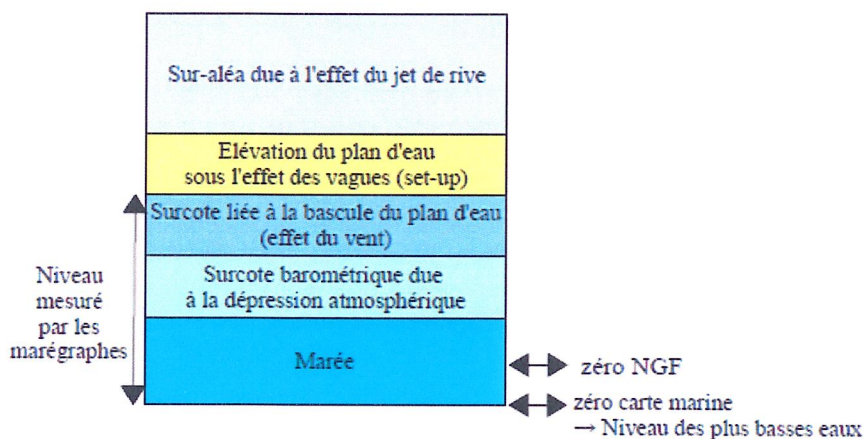 Sur-aléa due à l'effet du jet de rive
Elévation du plan d'eau
sous l'effet des vagues (set-up)
Surcote liée à la bascule du plan d'eau
(effet du vent)
Surcote barométrique due
à la dépression atmosphérique
Marée
Niveau
mesuré
par les
marégraphes
zéro NGF
zéro carte marine
→ Niveau des plus basses eaux